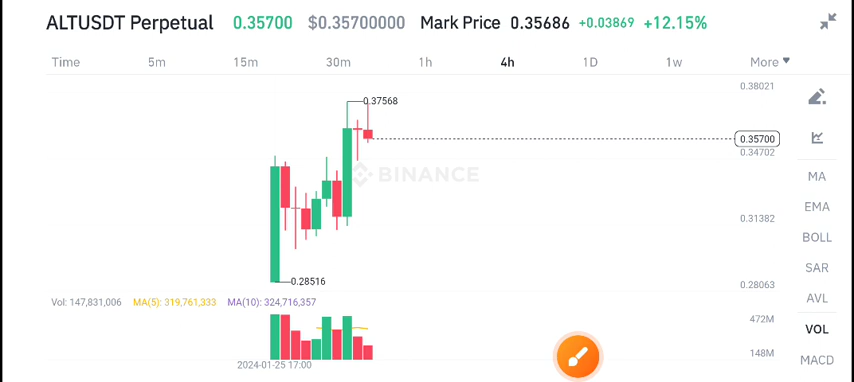 ALTUSDT Perpetual 0.35700 $0.35700000 Mark Price 0.35686 +0.03869 +12.15%
Time 5m 15m 30m 1h 4h 1D 1w More
0.38021
0.37568
0.35700
0.34702
BINANCE
MA
EMA
0.31382
BOLL
SAR
0.28516
0.28063
AVL
Vol: 147,831,006 MA(5): 319,761,333 MA(10): 324,716,357
472M
VOL
148M
MACD
2024-01-25 17:00